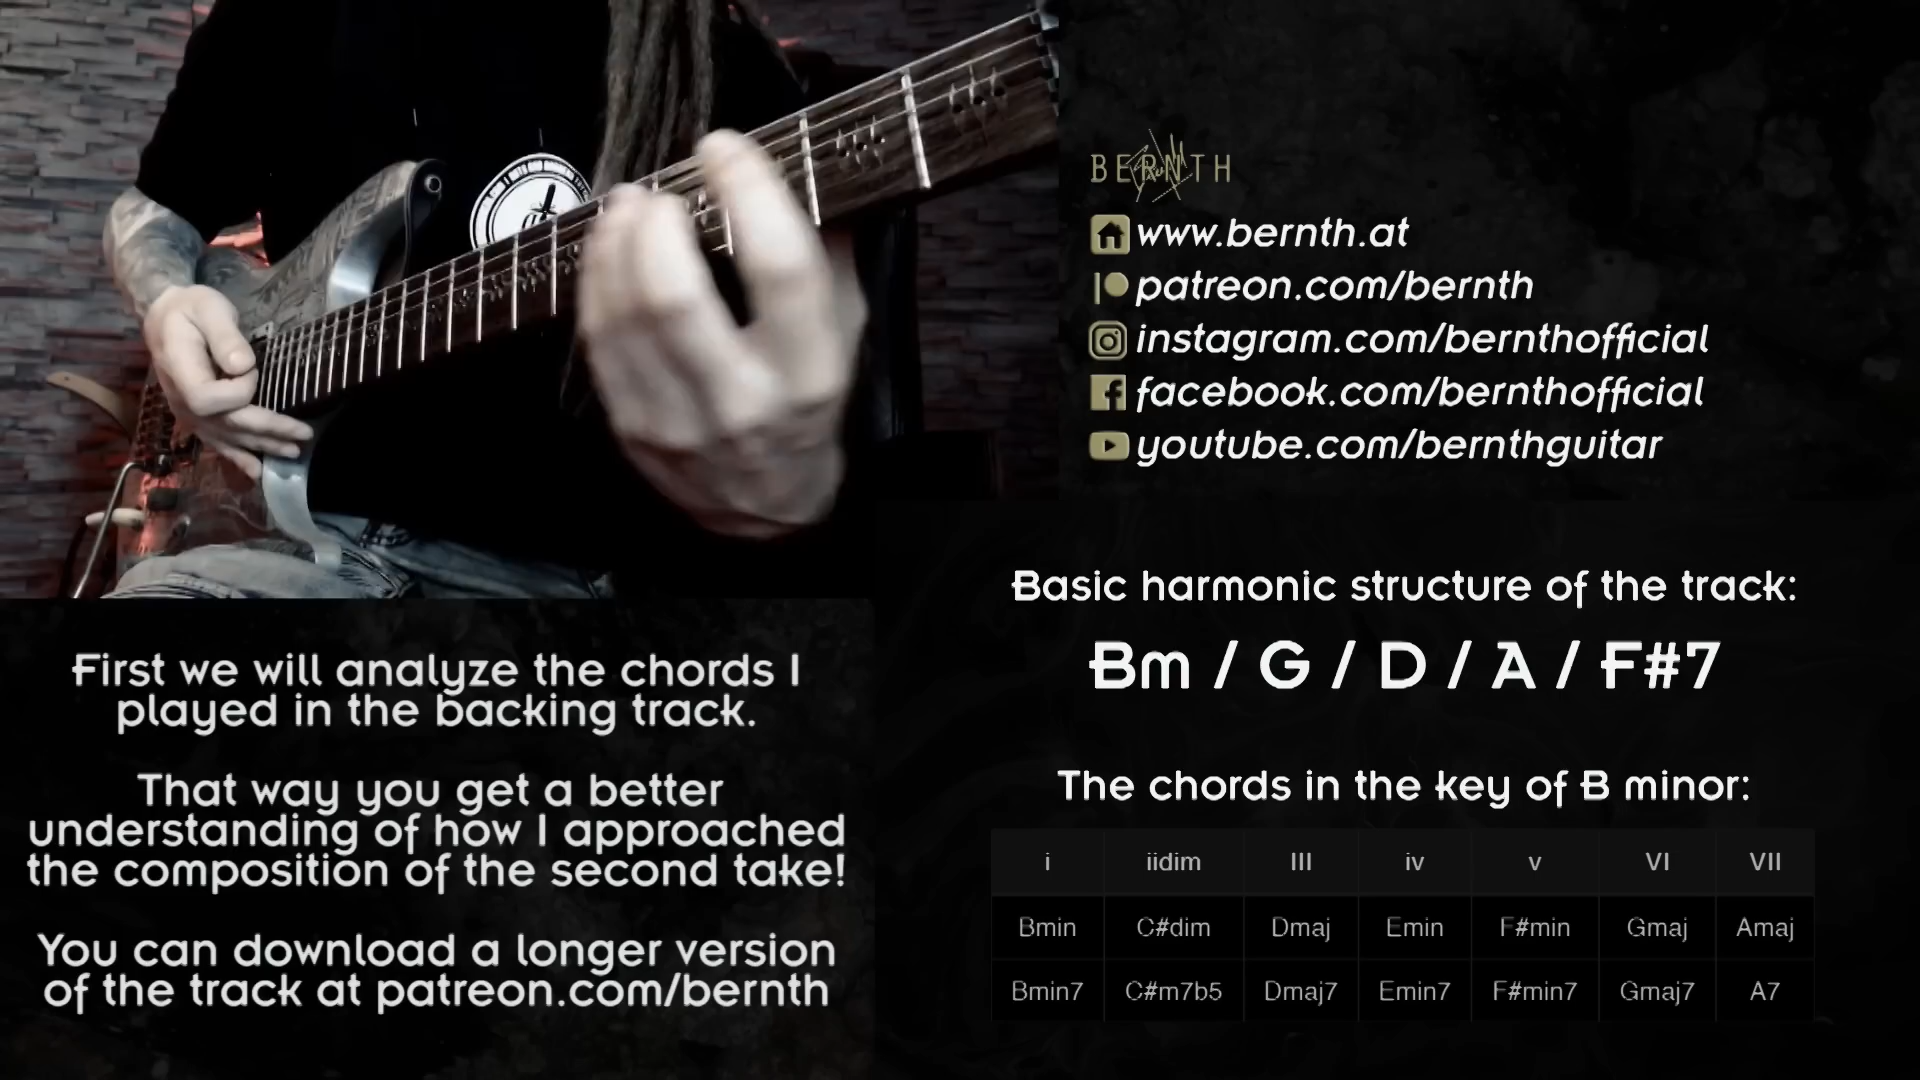 BERNTH
www.bernth.at
patreon.com/bernth
instagram.com/bernthofficial
facebook.com/bernthofficial
youtube.com/bernthguitar
First we will analyze the chords I
played in the backing track.
That way you get a better
understanding of how I approached
the composition of the second take!
You can download a longer version
of the track at patreon.com/bernth
Basic harmonic structure of the track:
Bm / G / D / A / F#7
The chords in the key of B minor:
i iidim III iv v VI VII
Bmin C#dim Dmaj Emin F#min Gmaj Amaj
Bmin7 C#m7b5 Dmaj7 Emin7 F#min7 Gmaj7 A7